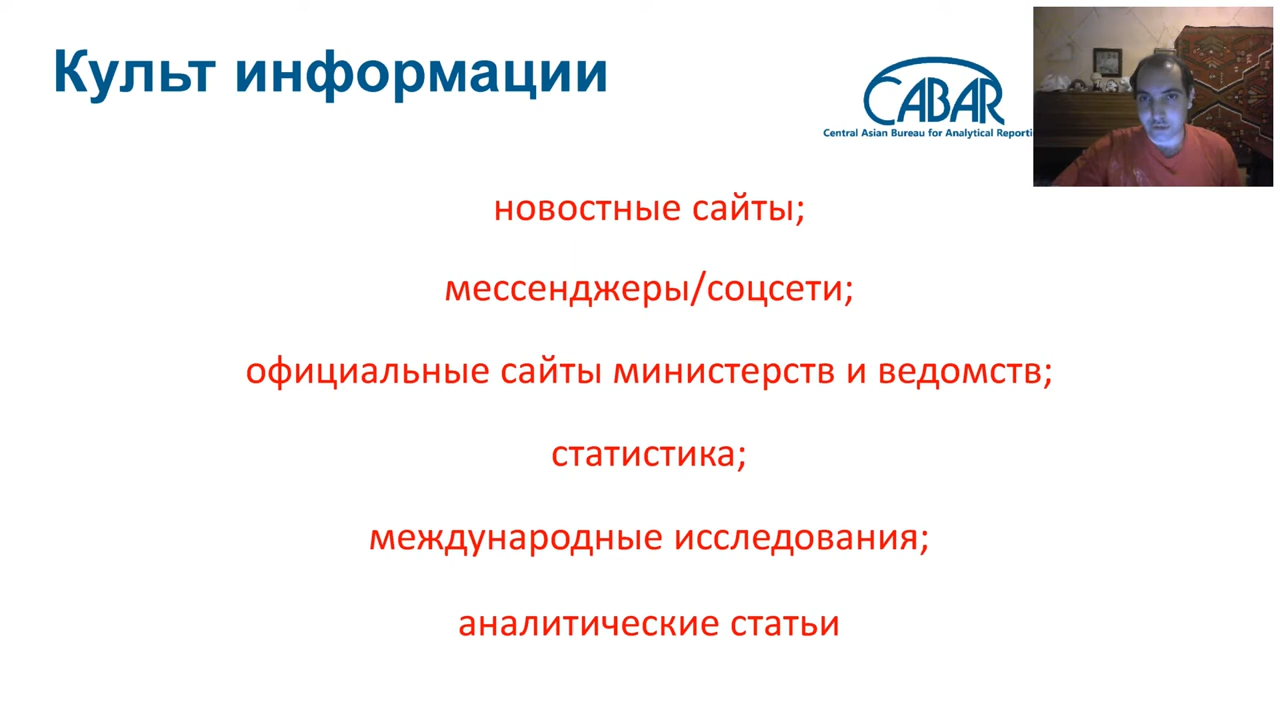 Культ информации
CABAR
Central Asian Bureau for Analytical Reporti
новостные сайты;
мессенджеры/соцсети;
официальные сайты министерств и ведомств;
статистика;
международные исследования;
аналитические статьи